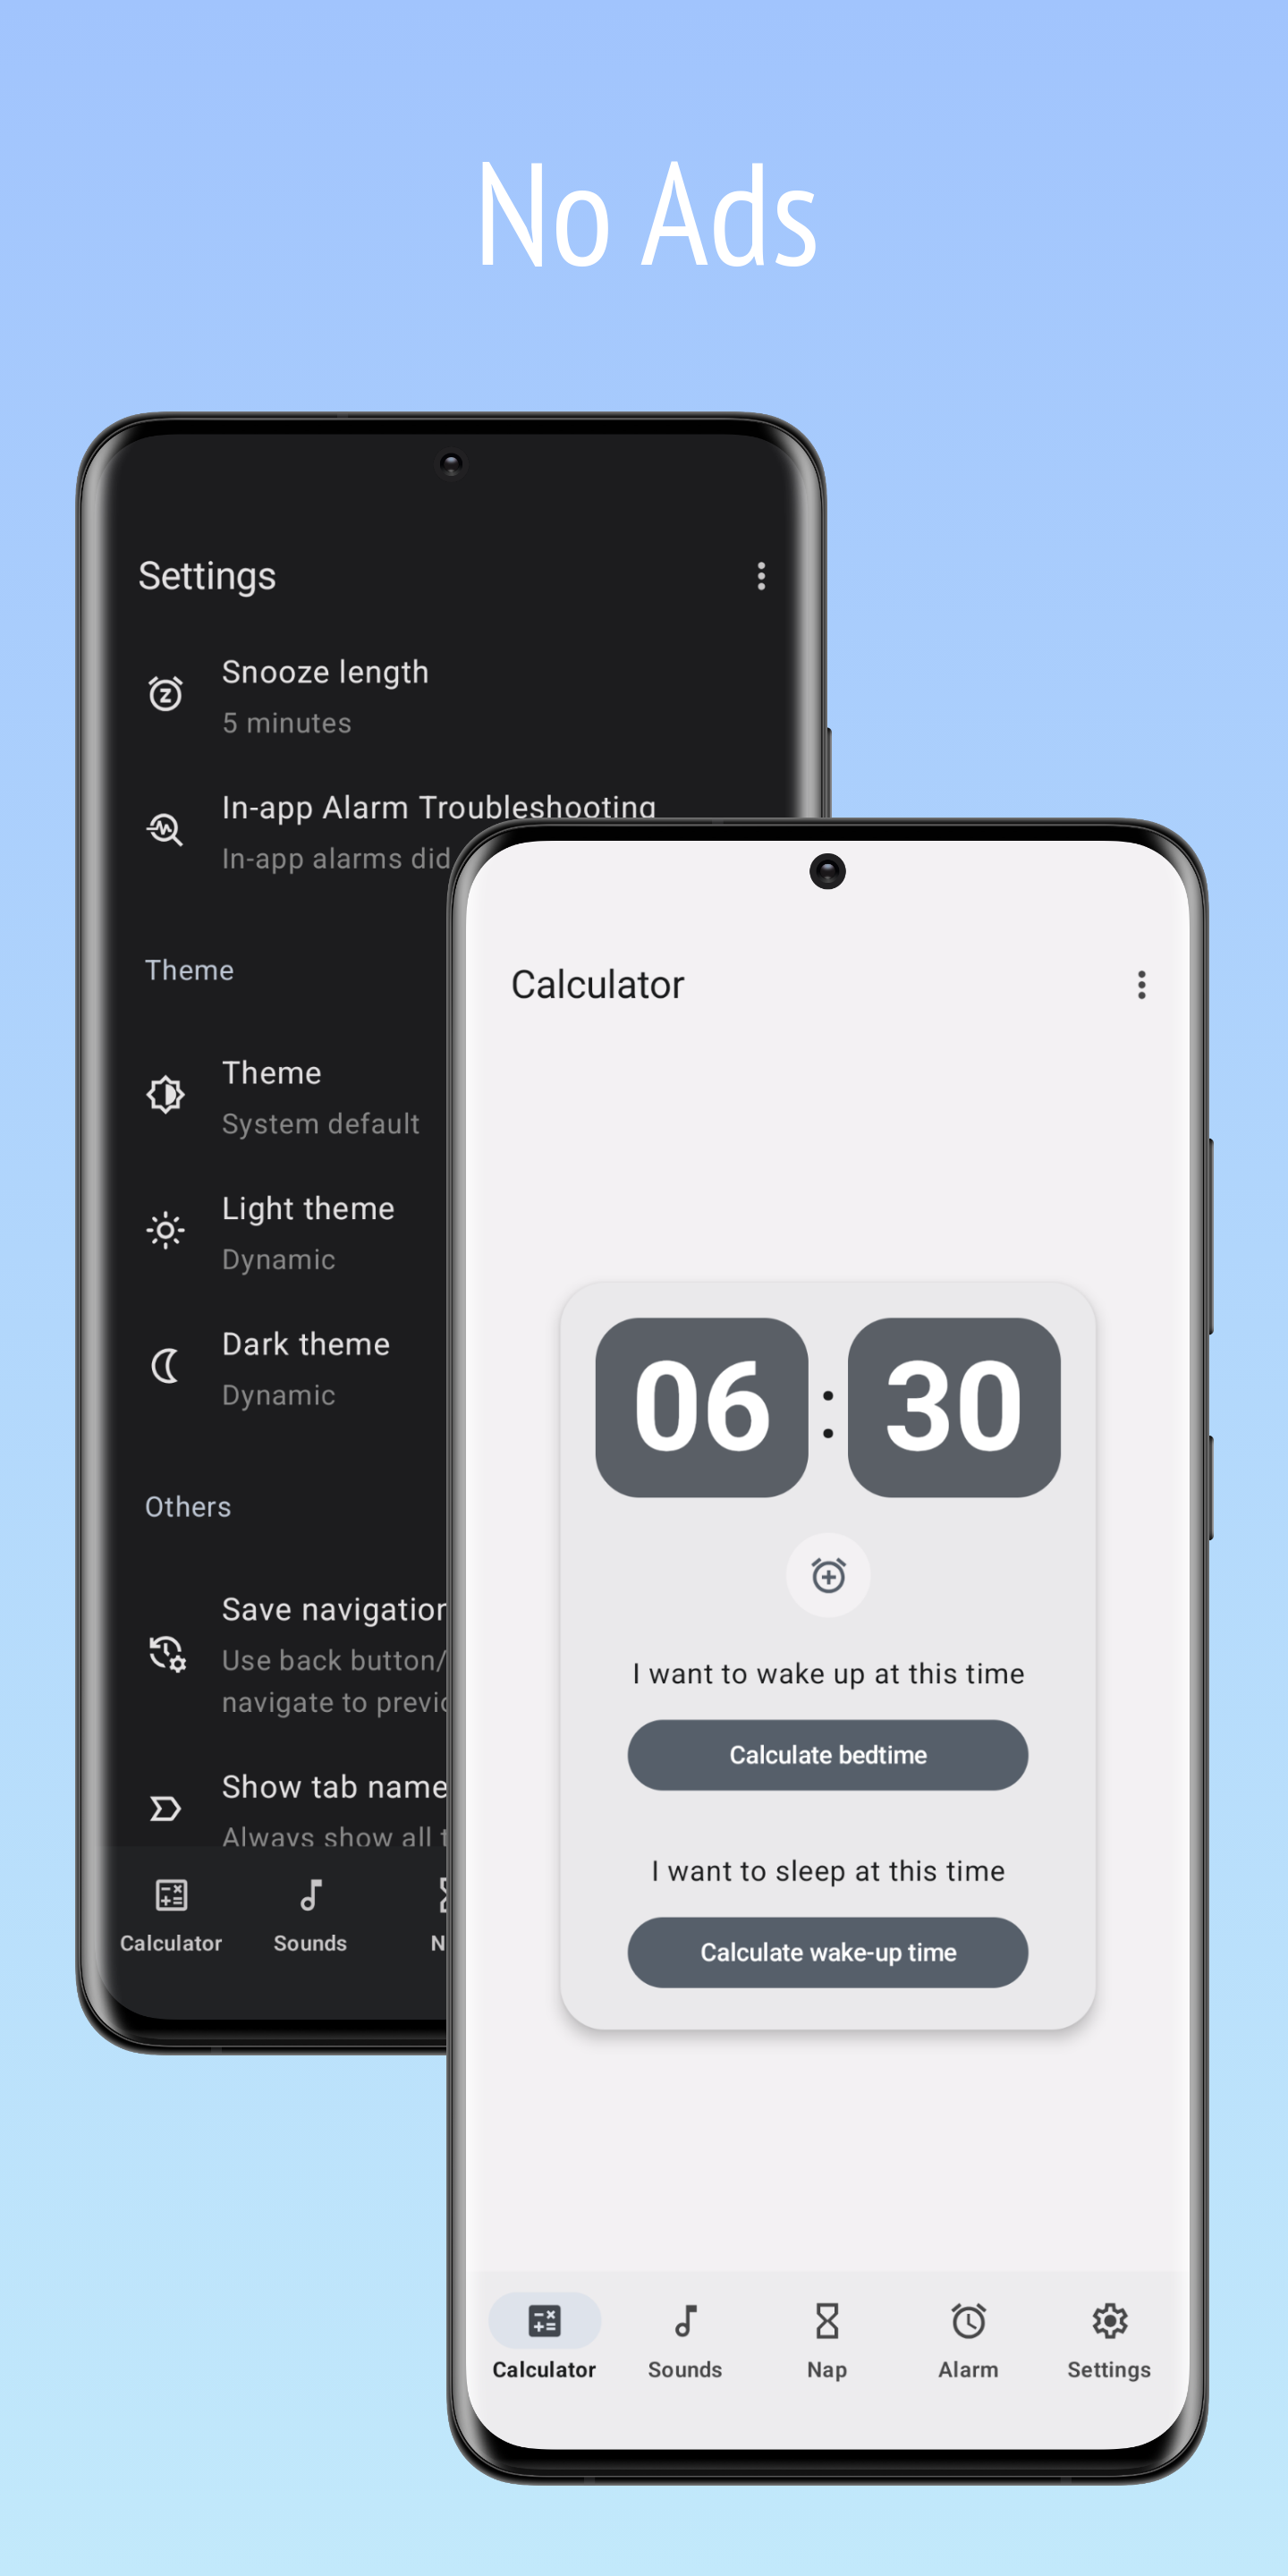 No Ads
Settings
Snooze length
5 minutes
In-app Alarm Troubleshooting
In-app alarms did
Theme
Theme
System default
Light theme
Dynamic
Dark theme
Dynamic
Others
Save navigation
Use back button/
navigate to
Show tab name
Always show all
Calculator
Sounds
Calculator
06 : 30
I want to wake up at this time
Calculate bedtime
I want to sleep at this time
Calculate wake-up time
Calculator
Sounds
Nap
Alarm
Settings